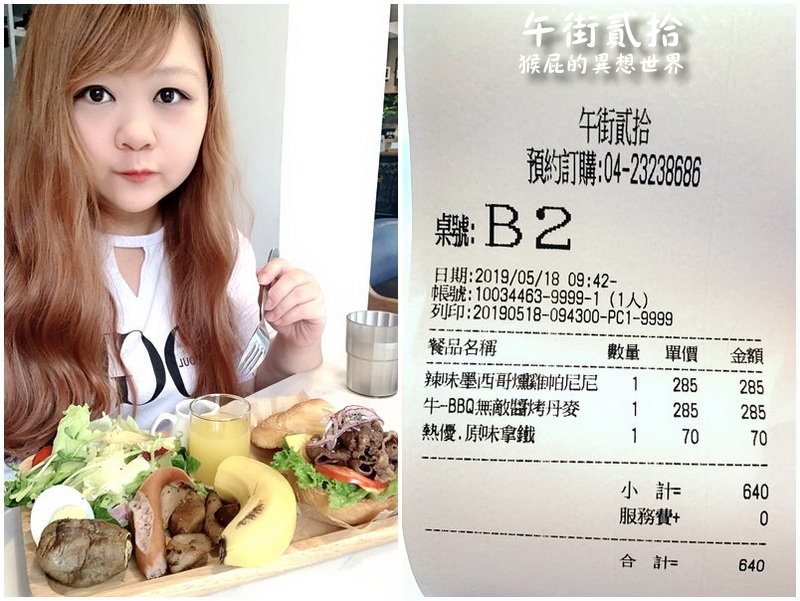 午街貳拾
猴屁的異想世界
午街貳拾
預約訂購:04-23238686
桌號: B2
日期:2019/05/18 09:42-
帳號:10034463-9999-1 (1人)
列印:20190518-094300-PC1-9999
餐品名稱 數量 單價 金額
辣味墨西哥燻雞帕尼尼 1 285 285
牛-BBQ無敵醬烤丹麥 1 285 285
熱優.原味拿鐵 1 70 70
小 計= 640
服務費+ 0
合 計= 640